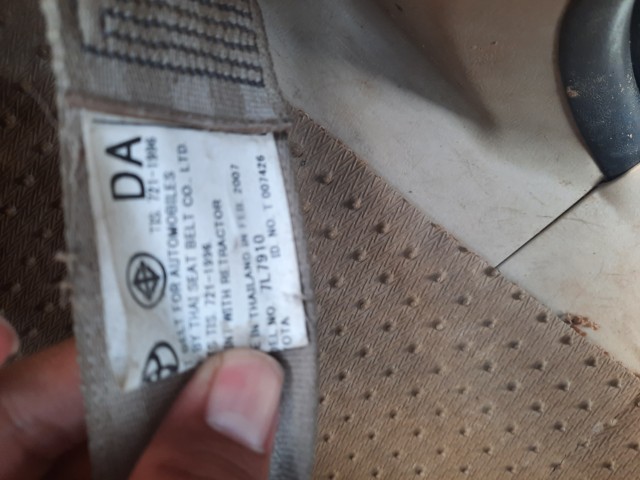 DA
TIS. 721-1996
BELT FOR AUTOMOBILES
BY THAI SEAT BELT CO., LTD.
TIS. 721-1996
WITH RETRACTOR
IN THAILAND IN FEB 2007
NO 7L7910
ID. NO. T 007426